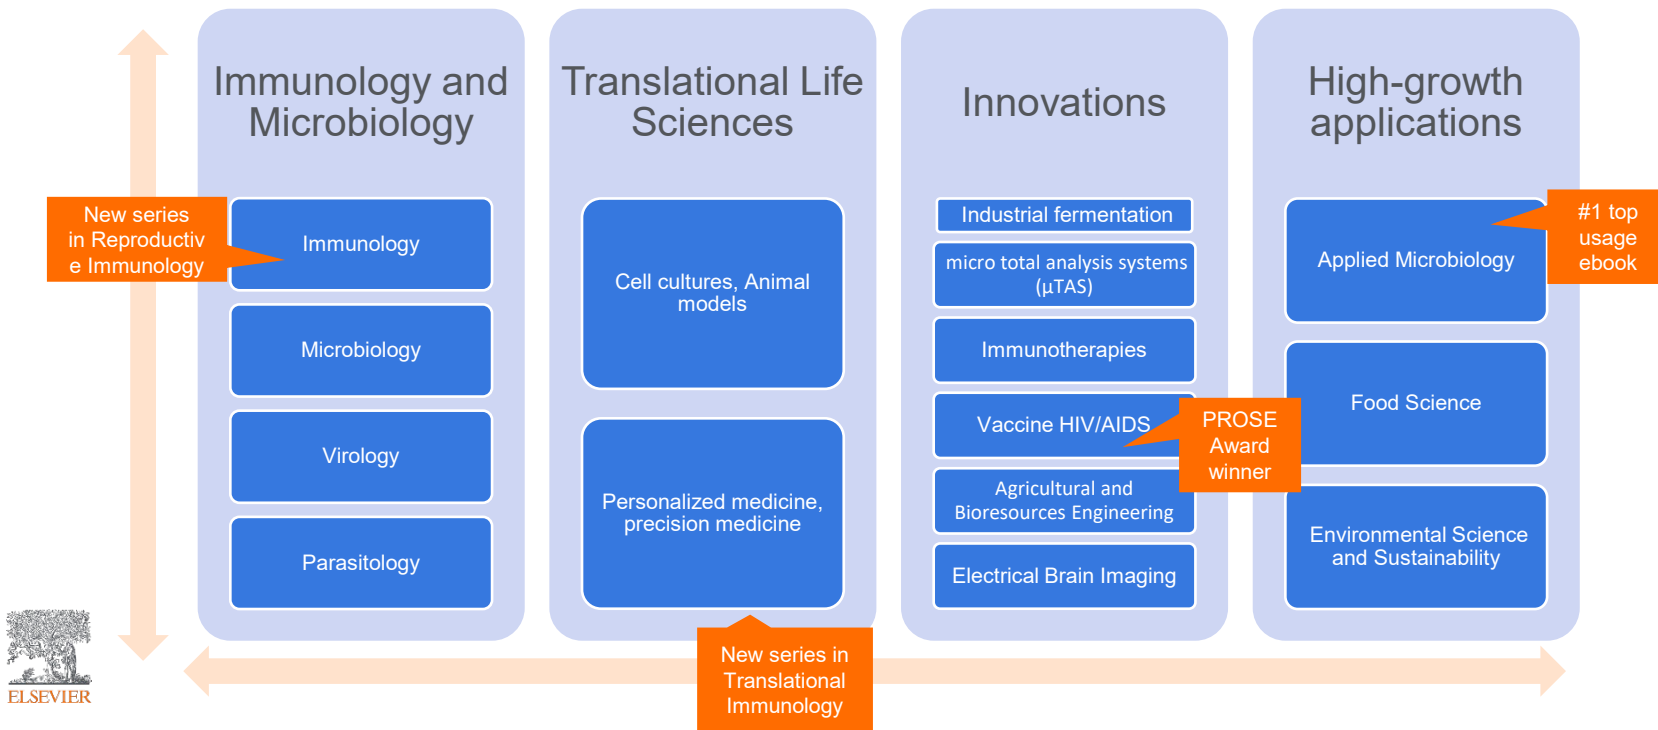 Immunology and
Microbiology
New series
in Reproductiv
e Immunology
Immunology
Microbiology
Virology
Parasitology
Translational Life
Sciences
Cell cultures, Animal
models
Personalized medicine,
precision medicine
New series in
Translational
Immunology
Innovations
Industrial fermentation
micro total analysis systems
(µTAS)
Immunotherapies
Vaccine HIV/AIDS
PROSE
Award
winner
Agricultural and
Bioresources Engineering
Electrical Brain Imaging
High-growth
applications
Applied Microbiology
#1 top
usage
ebook
Food Science
Environmental Science
and Sustainability
ELSEVIER